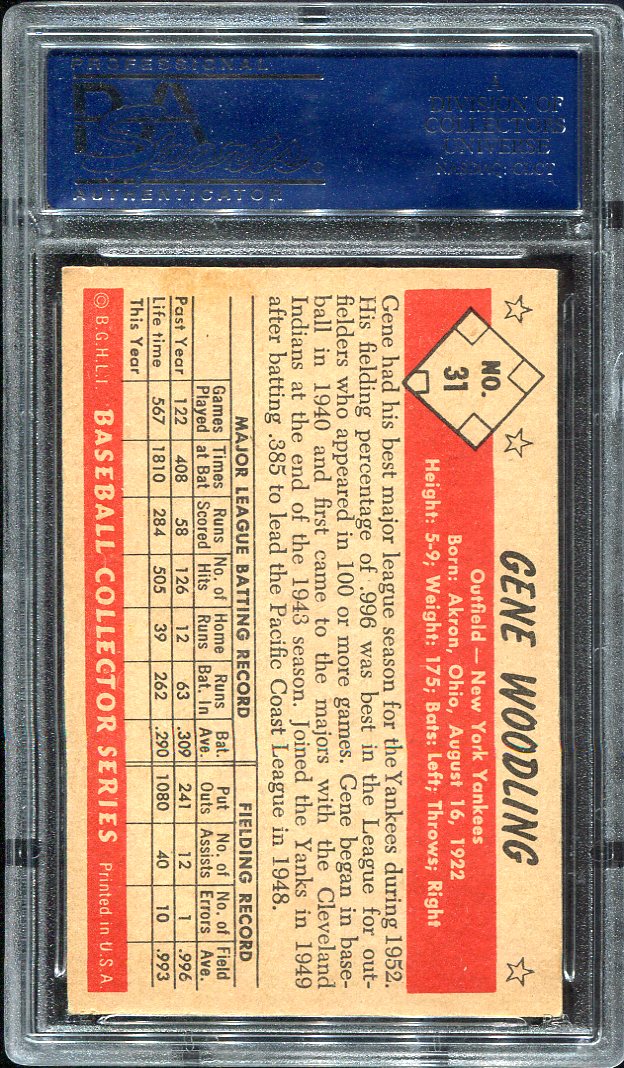 PROFESSIONAL
PSA
Sports.
AUTHENTICATOR
A
DIVISION OF
COLLECTORS
UNIVERSE
NASDAQ: CLCT
NO.
31
GENE WOODLING
Outfield — New York Yankees
Born: Akron, Ohio, August 16, 1922
Height: 5-9; Weight: 175; Bats: Left; Throws; Right
Gene had his best major league season for the Yankees during 1952.
His fielding percentage of .996 was best in the League for out-
fielders who appeared in 100 or more games. Gene began in base-
ball in 1940 and first came to the majors with the Cleveland
Indians at the end of the 1943 season. Joined the Yanks in 1949
after batting .385 to lead the Pacific Coast League in 1948.
MAJOR LEAGUE BATTING RECORD FIELDING RECORD
Games Times Runs No. of Home Runs Bat. Put No. of No. of Field
Played at Bat Scored Hits Runs Bat. In Ave. Outs Assists Errors Ave.
Past Year 122 408 58 126 12 63 .309 241 12 1 .996
Life time 567 1810 284 505 39 262 .290 1080 40 10 .993
This Year
© B.G.H.L.I. BASEBALL COLLECTOR SERIES Printed in U.S.A.